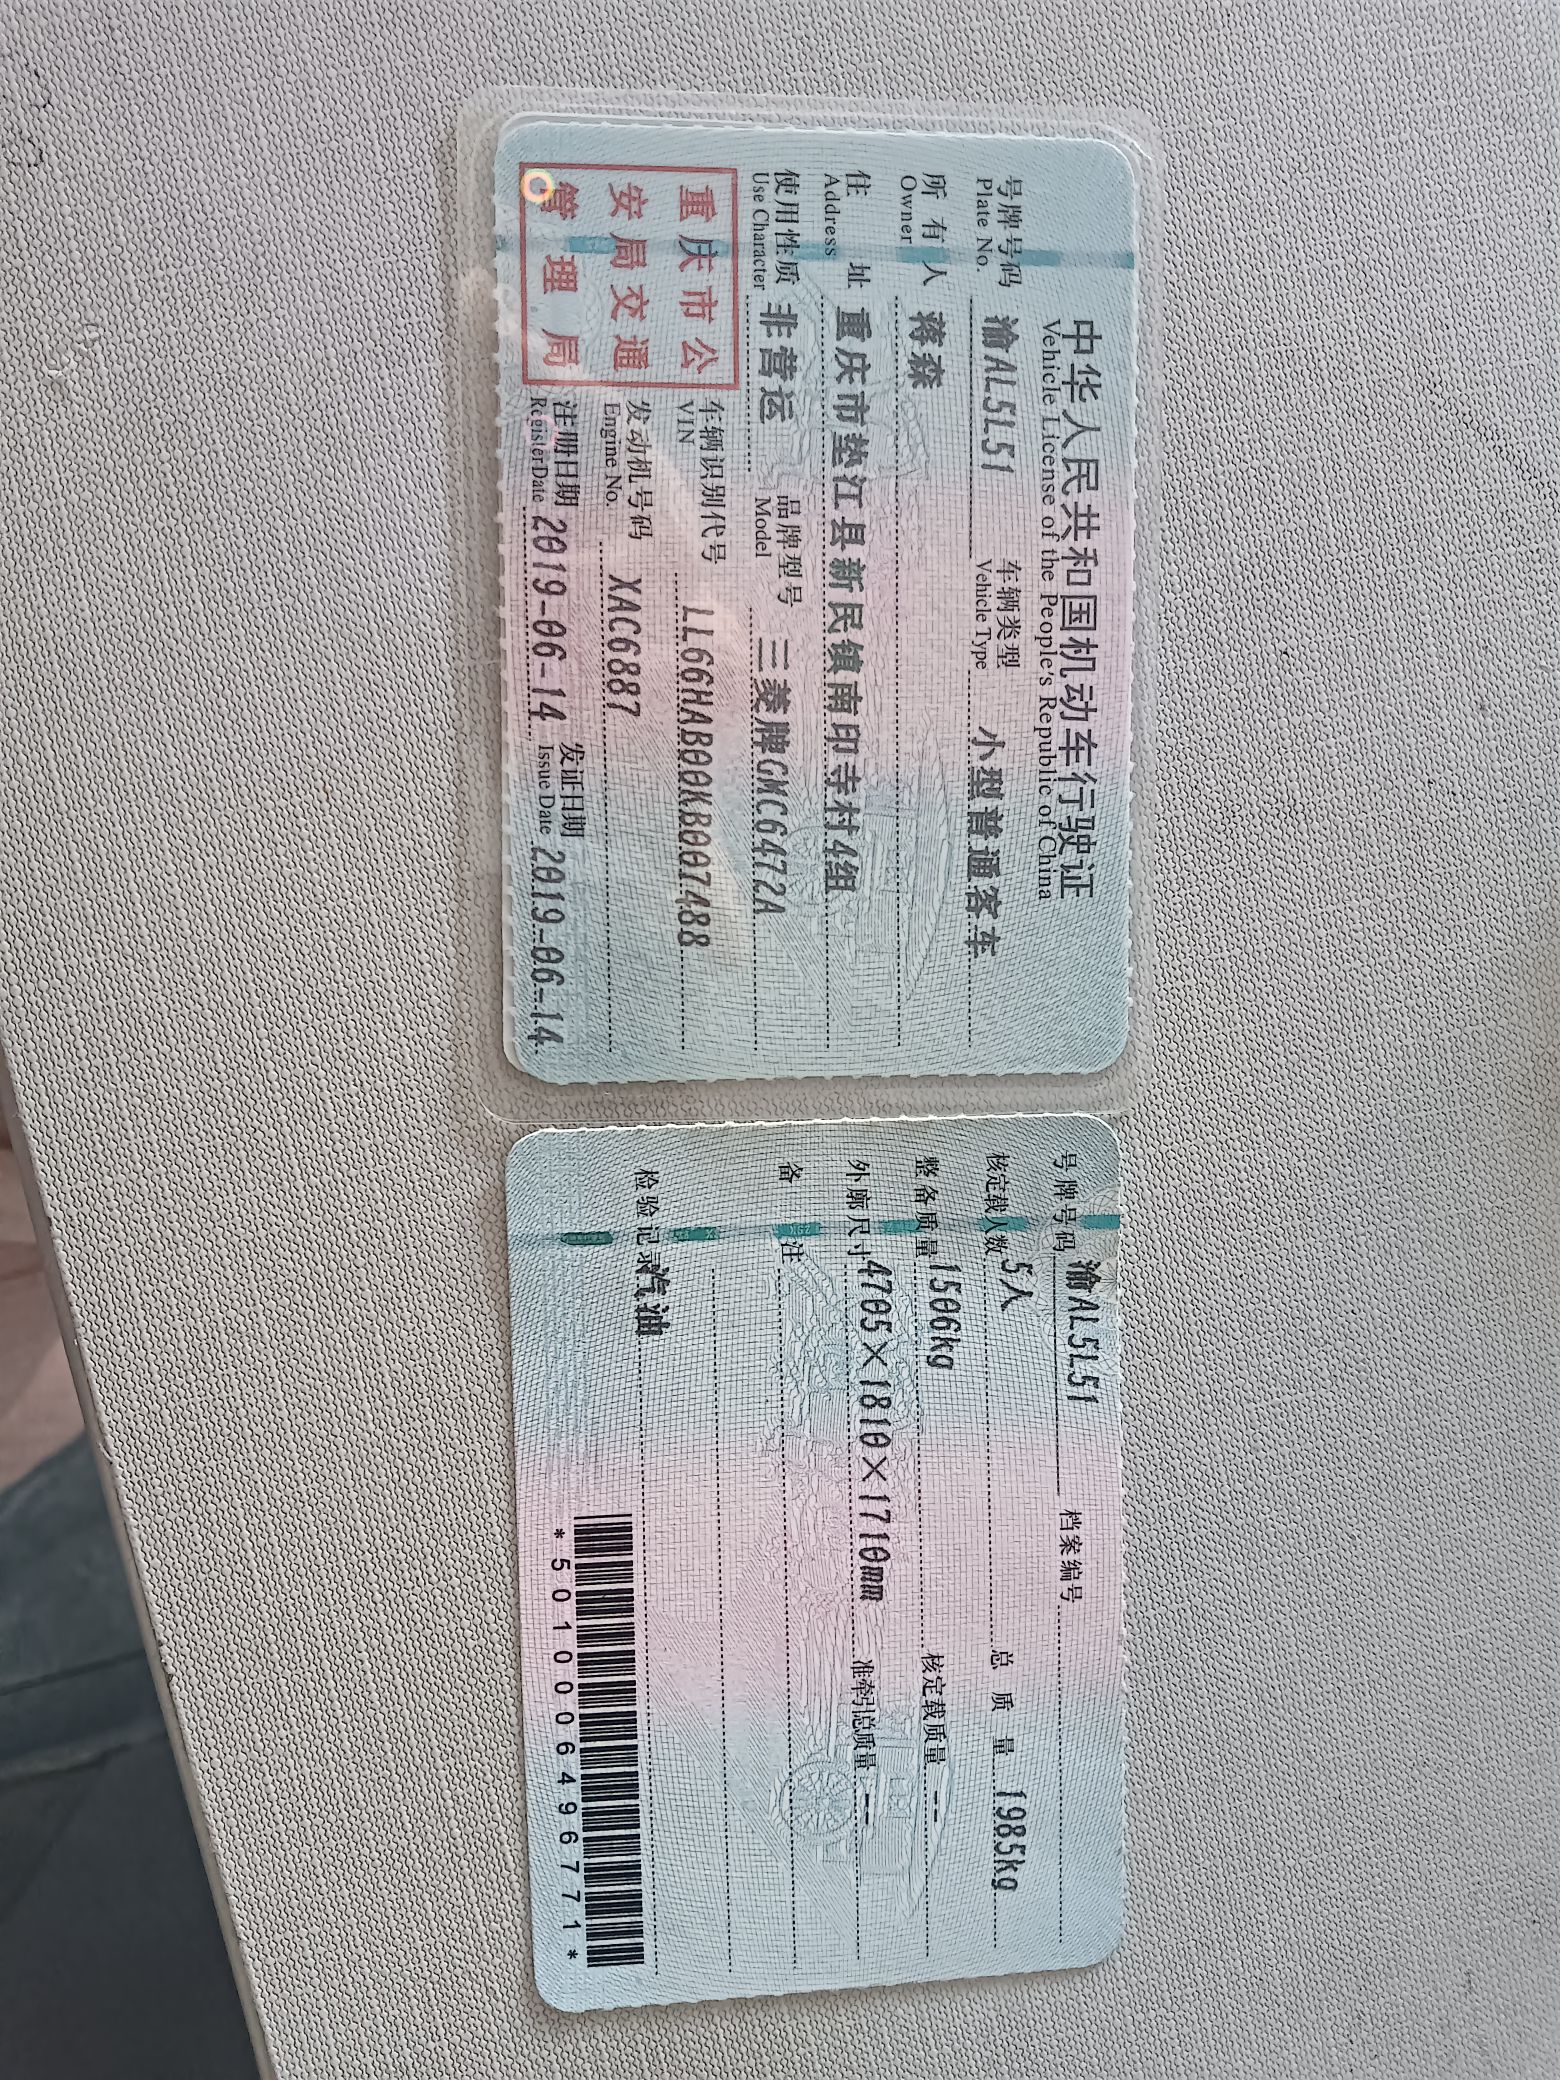 中华人民共和国机动车行驶证
Vehicle License of the People's Republic of China
号牌号码 渝AL5L51 车辆类型 小型普通客车
Plate No. Vehicle Type
所有人 蒋森
Owner
住址 重庆市垫江县新民镇南印寺村4组
Address
使用性质 非营运 品牌型号 三菱牌GMC6472A
Use Character Model
重庆市公
安局交通
管理局
车辆识别代号 LL66HAB00KB007488
VIN
发动机号码 XAC6887
Engine No.
注册日期 2019-06-14 发证日期 2019-06-14
Register Date Issue Date
号牌号码 渝AL5L51 档案编号
核定载人数 5人 总质量 1985kg
整备质量 1506kg 核定载质量 --
外廓尺寸 4705×1810×1710mm 准牵引总质量 --
备注
检验记录 汽油
*5010006496771*